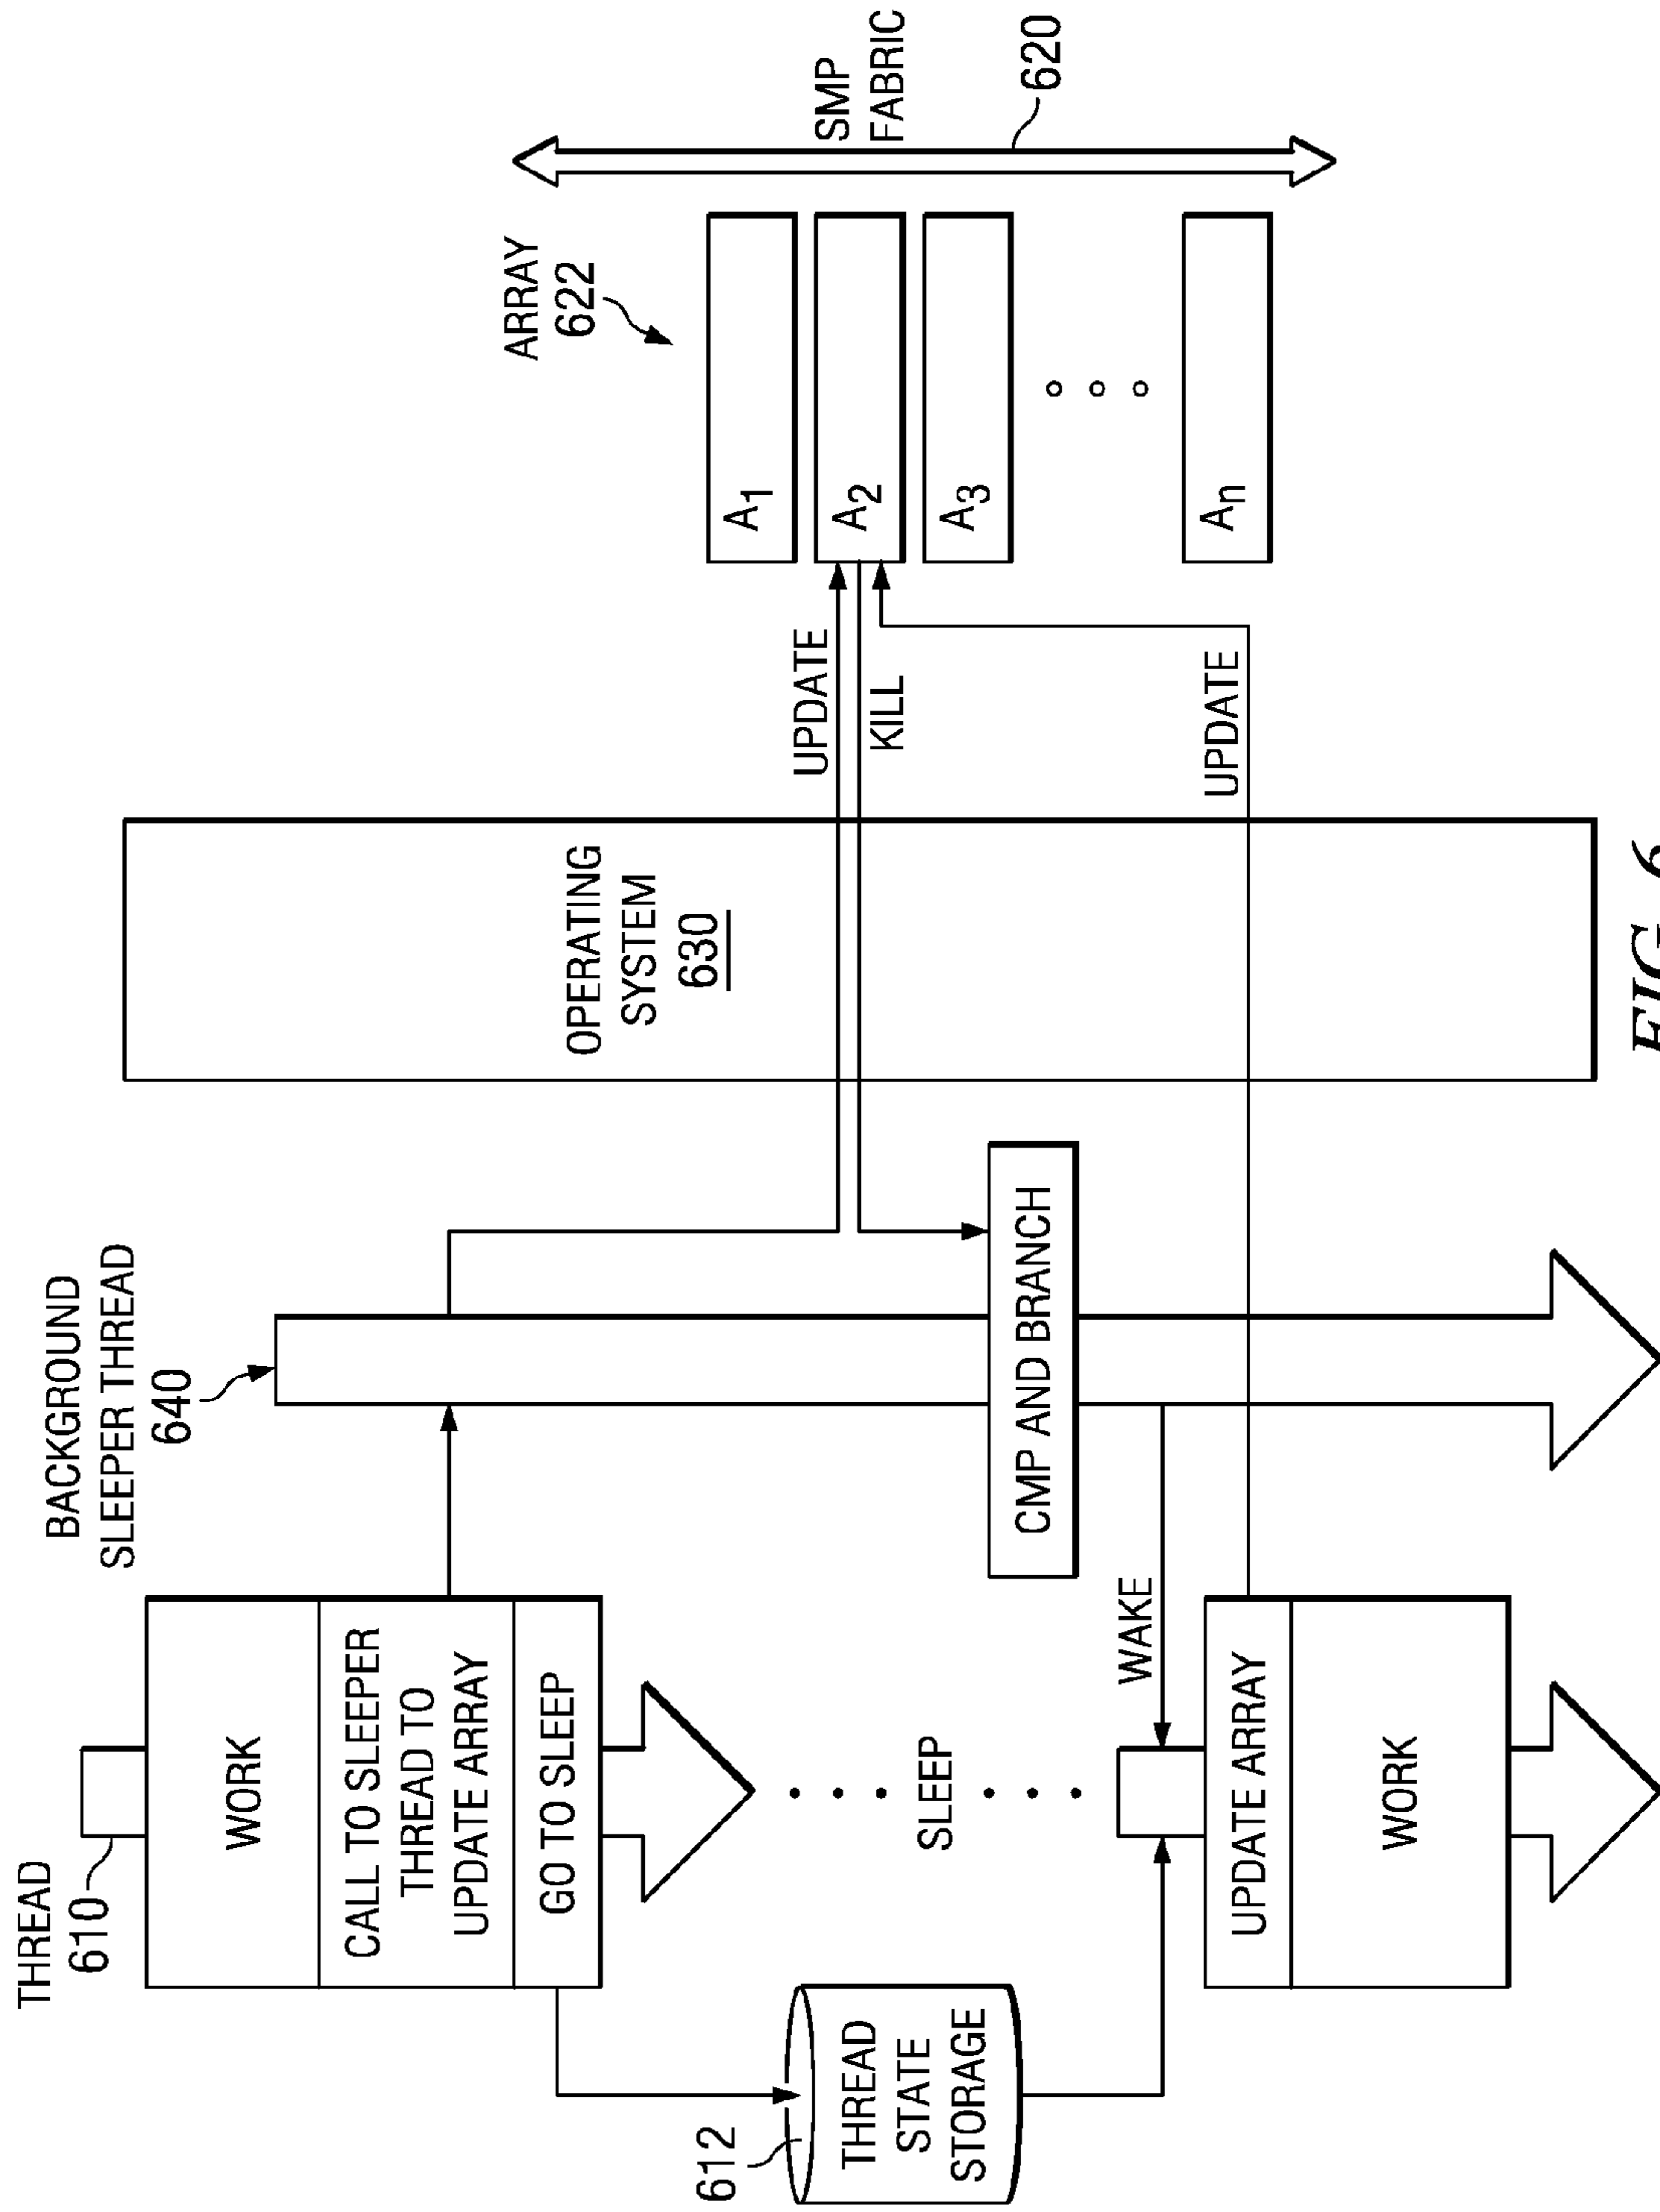 THREAD
610
WORK
CALL TO SLEEPER
THREAD TO
UPDATE ARRAY
GO TO SLEEP
612
THREAD
STATE
STORAGE
SLEEP
WAKE
UPDATE ARRAY
WORK
BACKGROUND
SLEEPER THREAD
640
CMP AND BRANCH
OPERATING
SYSTEM
630
UPDATE
KILL
UPDATE
ARRAY
622
A1
A2
A3
An
SMP
FABRIC
620
FIG. 6